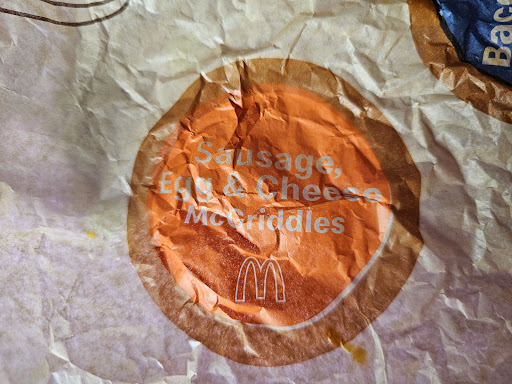 Sausage,
Egg & Cheese
McGriddles